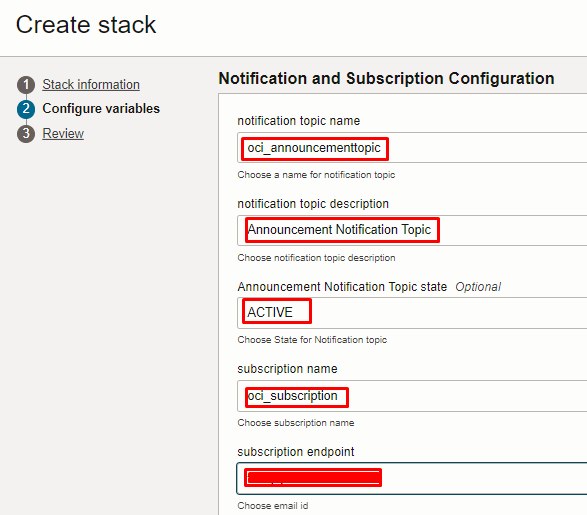 Create stack
1 Stack information
2 Configure variables
3 Review
Notification and Subscription Configuration
notification topic name
oci_announcementtopic
Choose a name for notification topic
notification topic description
Announcement Notification Topic
Choose notification topic description
Announcement Notification Topic state Optional
ACTIVE
Choose State for Notification topic
subscription name
oci_subscription
Choose subscription name
subscription endpoint
Choose email id